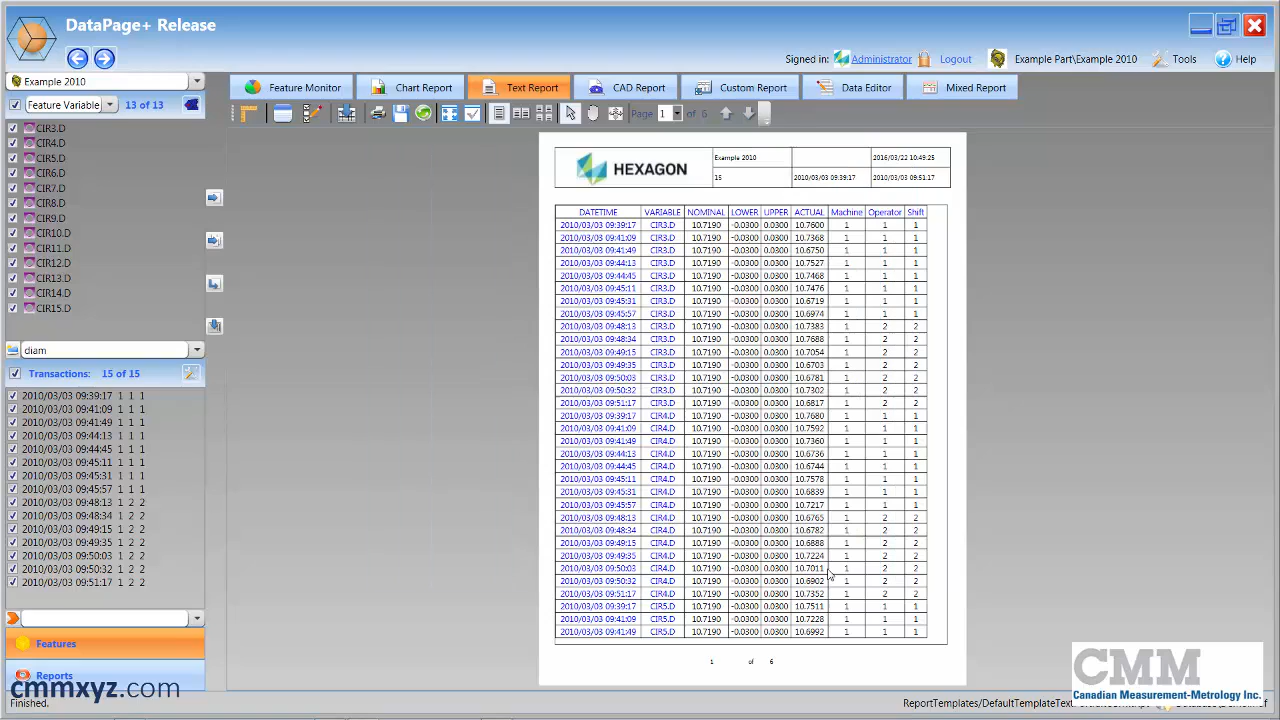 DataPage+ Release
Signed in: Administrator Logout Example Part\Example 2010 Tools Help
Example 2010
Feature Monitor Chart Report Text Report CAD Report Custom Report Data Editor Mixed Report
Feature Variable 13 of 13
Page 1 of 6
CIR3.D
CIR4.D
CIR5.D
CIR6.D
CIR7.D
CIR8.D
CIR9.D
CIR10.D
CIR11.D
CIR12.D
CIR13.D
CIR14.D
CIR15.D
diam
Transactions: 15 of 15
2010/03/03 09:39:17 1 1 1
2010/03/03 09:41:09 1 1 1
2010/03/03 09:41:49 1 1 1
2010/03/03 09:44:13 1 1 1
2010/03/03 09:44:45 1 1 1
2010/03/03 09:45:11 1 1 1
2010/03/03 09:45:31 1 1 1
2010/03/03 09:45:57 1 1 1
2010/03/03 09:48:13 1 2 2
2010/03/03 09:48:34 1 2 2
2010/03/03 09:49:15 1 2 2
2010/03/03 09:49:35 1 2 2
2010/03/03 09:50:03 1 2 2
2010/03/03 09:50:32 1 2 2
2010/03/03 09:51:17 1 2 2
Features
Reports
cmmxyz.com
Finished.
HEXAGON
Example 2010 2016/03/22 10:49:25
15 2010/03/03 09:39:17 2010/03/03 09:51:17
DATETIME VARIABLE NOMINAL LOWER UPPER ACTUAL Machine Operator Shift
2010/03/03 09:39:17 CIR3.D 10.7190 -0.0300 0.0300 10.7600 1 1 1
2010/03/03 09:41:09 CIR3.D 10.7190 -0.0300 0.0300 10.7368 1 1 1
2010/03/03 09:41:49 CIR3.D 10.7190 -0.0300 0.0300 10.6750 1 1 1
2010/03/03 09:44:13 CIR3.D 10.7190 -0.0300 0.0300 10.7527 1 1 1
2010/03/03 09:44:45 CIR3.D 10.7190 -0.0300 0.0300 10.7468 1 1 1
2010/03/03 09:45:11 CIR3.D 10.7190 -0.0300 0.0300 10.7476 1 1 1
2010/03/03 09:45:31 CIR3.D 10.7190 -0.0300 0.0300 10.6719 1 1 1
2010/03/03 09:45:57 CIR3.D 10.7190 -0.0300 0.0300 10.6974 1 1 1
2010/03/03 09:48:13 CIR3.D 10.7190 -0.0300 0.0300 10.7383 1 2 2
2010/03/03 09:48:34 CIR3.D 10.7190 -0.0300 0.0300 10.7688 1 2 2
2010/03/03 09:49:15 CIR3.D 10.7190 -0.0300 0.0300 10.7054 1 2 2
2010/03/03 09:49:35 CIR3.D 10.7190 -0.0300 0.0300 10.6703 1 2 2
2010/03/03 09:50:03 CIR3.D 10.7190 -0.0300 0.0300 10.6781 1 2 2
2010/03/03 09:50:32 CIR3.D 10.7190 -0.0300 0.0300 10.7302 1 2 2
2010/03/03 09:51:17 CIR3.D 10.7190 -0.0300 0.0300 10.6817 1 2 2
2010/03/03 09:39:17 CIR4.D 10.7190 -0.0300 0.0300 10.7680 1 1 1
2010/03/03 09:41:09 CIR4.D 10.7190 -0.0300 0.0300 10.7592 1 1 1
2010/03/03 09:41:49 CIR4.D 10.7190 -0.0300 0.0300 10.7360 1 1 1
2010/03/03 09:44:13 CIR4.D 10.7190 -0.0300 0.0300 10.6736 1 1 1
2010/03/03 09:44:45 CIR4.D 10.7190 -0.0300 0.0300 10.6744 1 1 1
2010/03/03 09:45:11 CIR4.D 10.7190 -0.0300 0.0300 10.7578 1 1 1
2010/03/03 09:45:31 CIR4.D 10.7190 -0.0300 0.0300 10.6839 1 1 1
2010/03/03 09:45:57 CIR4.D 10.7190 -0.0300 0.0300 10.7217 1 1 1
2010/03/03 09:48:13 CIR4.D 10.7190 -0.0300 0.0300 10.6765 1 2 2
2010/03/03 09:48:34 CIR4.D 10.7190 -0.0300 0.0300 10.6782 1 2 2
2010/03/03 09:49:15 CIR4.D 10.7190 -0.0300 0.0300 10.6888 1 2 2
2010/03/03 09:49:35 CIR4.D 10.7190 -0.0300 0.0300 10.7224 1 2 2
2010/03/03 09:50:03 CIR4.D 10.7190 -0.0300 0.0300 10.7011 1 2 2
2010/03/03 09:50:32 CIR4.D 10.7190 -0.0300 0.0300 10.6902 1 2 2
2010/03/03 09:51:17 CIR4.D 10.7190 -0.0300 0.0300 10.7352 1 2 2
2010/03/03 09:39:17 CIR5.D 10.7190 -0.0300 0.0300 10.7511 1 1 1
2010/03/03 09:41:09 CIR5.D 10.7190 -0.0300 0.0300 10.7228 1 1 1
2010/03/03 09:41:49 CIR5.D 10.7190 -0.0300 0.0300 10.6992 1 1 1
1 of 6
CMM
Canadian Measurement-Metrology Inc.